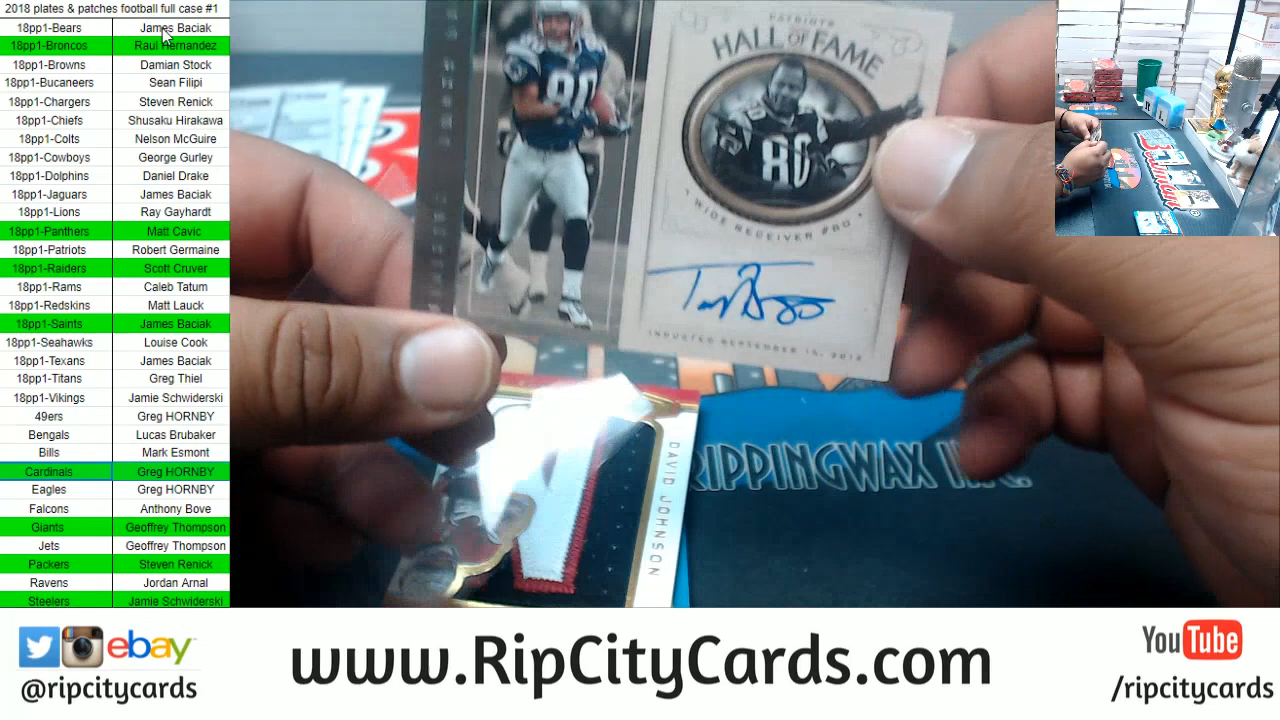 2018 plates & patches football full case #1
18pp1-Bears James Baciak
18pp1-Broncos Raul Hernandez
18pp1-Browns Damian Stock
18pp1-Bucaneers Sean Filipi
18pp1-Chargers Steven Renick
18pp1-Chiefs Shusaku Hirakawa
18pp1-Colts Nelson McGuire
18pp1-Cowboys George Gurley
18pp1-Dolphins Daniel Drake
18pp1-Jaguars James Baciak
18pp1-Lions Ray Gayhardt
18pp1-Panthers Matt Cavic
18pp1-Patriots Robert Germaine
18pp1-Raiders Scott Cruver
18pp1-Rams Caleb Tatum
18pp1-Redskins Matt Lauck
18pp1-Saints James Baciak
18pp1-Seahawks Louise Cook
18pp1-Texans James Baciak
18pp1-Titans Greg Thiel
18pp1-Vikings Jamie Schwiderski
49ers Greg HORNBY
Bengals Lucas Brubaker
Bills Mark Esmont
Cardinals Greg HORNBY
Eagles Greg HORNBY
Falcons Anthony Bove
Giants Geoffrey Thompson
Jets Geoffrey Thompson
Packers Steven Renick
Ravens Jordan Arnal
Steelers Jamie Schwiderski
PATRIOTS
HALL OF FAME
80
80
WIDE RECEIVER #80
INDUCTED SEPTEMBER 15, 2012
DAVID JOHNSON
RIPPINGWAX INC.
ebay
@ripcitycards
www.RipCityCards.com
YouTube
/ripcitycards